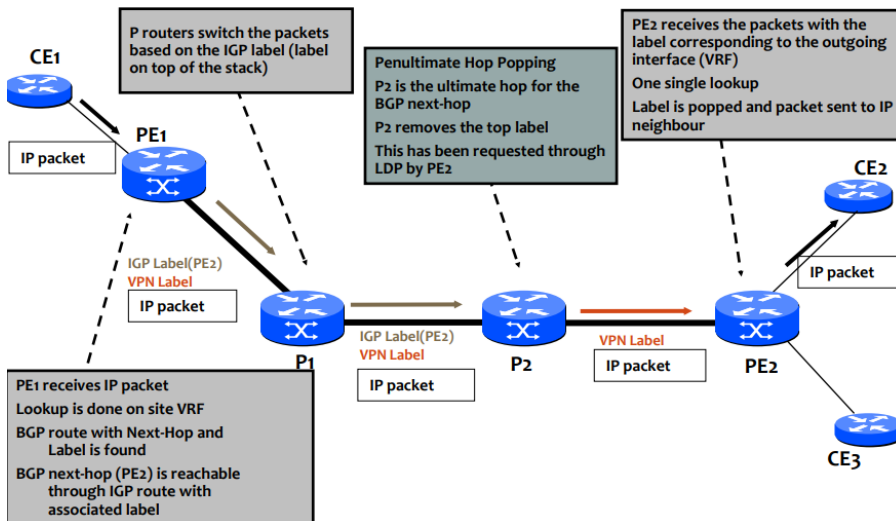 P routers switch the packets
based on the IGP label (label
on top of the stack)
Penultimate Hop Popping
P2 is the ultimate hop for the
BGP next-hop
P2 removes the top label
This has been requested through
LDP by PE2
PE2 receives the packets with the
label corresponding to the outgoing
interface (VRF)
One single lookup
Label is popped and packet sent to IP
neighbour
CE1
IP packet
PE1
CE2
IP packet
IGP Label(PE2)
VPN Label
IP packet
P1
IGP Label(PE2)
VPN Label
IP packet
P2
VPN Label
IP packet
PE2
CE3
PE1 receives IP packet
Lookup is done on site VRF
BGP route with Next-Hop and
Label is found
BGP next-hop (PE2) is reachable
through IGP route with
associated label